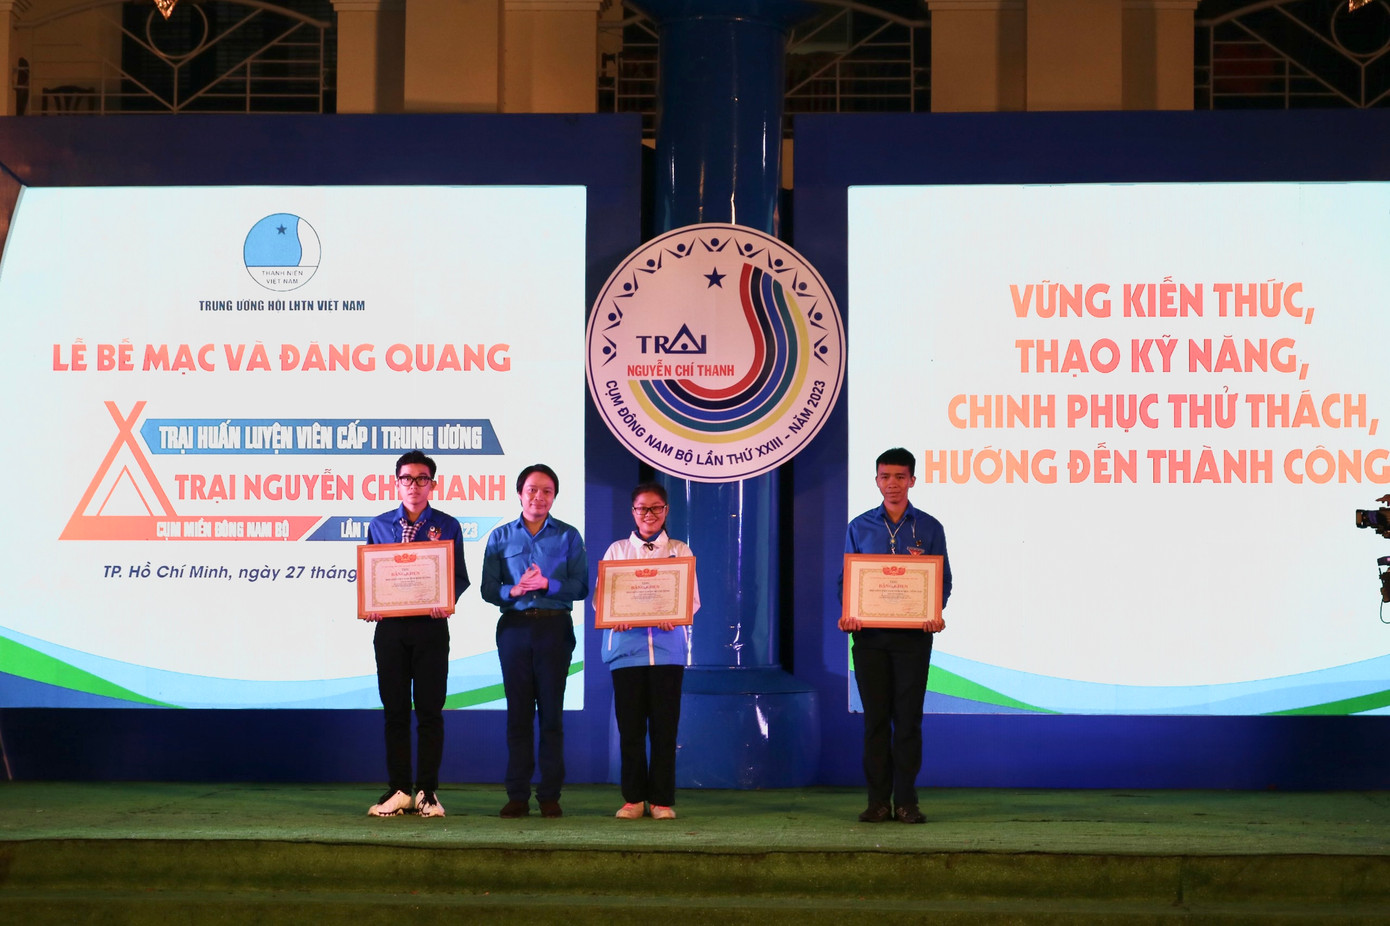 THANH NIÊN
VIỆT NAM
TRUNG ƯƠNG HỘI LHTN VIỆT NAM
LỄ BẾ MẠC VÀ ĐĂNG QUANG
TRẠI HUẤN LUYỆN VIÊN CẤP I TRUNG ƯƠNG
TRẠI NGUYỄN CHÍ THANH
CỤM MIỀN ĐÔNG NAM BỘ
LẦN
TP. Hồ Chí Minh, ngày 27 tháng
TRẠI
NGUYỄN CHÍ THANH
CỤM ĐÔNG NAM BỘ LẦN THỨ XXIII - NĂM 2023
VỮNG KIẾN THỨC,
THẠO KỸ NĂNG,
CHINH PHỤC THỬ THÁCH,
HƯỚNG ĐẾN THÀNH CÔNG